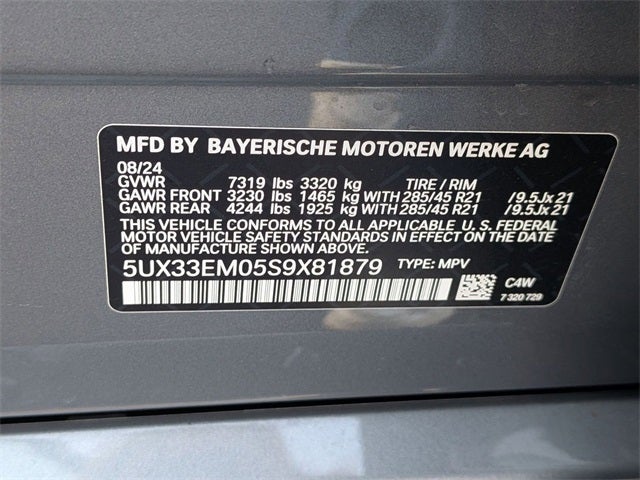 MFD BY BAYERISCHE MOTOREN WERKE AG
08/24
GVWR 7319 lbs 3320 kg TIRE / RIM
GAWR FRONT 3230 lbs 1465 kg WITH 285/45 R21 /9.5Jx21
GAWR REAR 4244 lbs 1925 kg WITH 285/45 R21 /9.5Jx21
THIS VEHICLE CONFORMS TO ALL APPLICABLE U. S. FEDERAL
MOTOR VEHICLE SAFETY STANDARDS IN EFFECT ON THE DATE
OF MANUFACTURE SHOWN ABOVE.
5UX33EM05S9X81879 TYPE: MPV
C4W
7 320 729